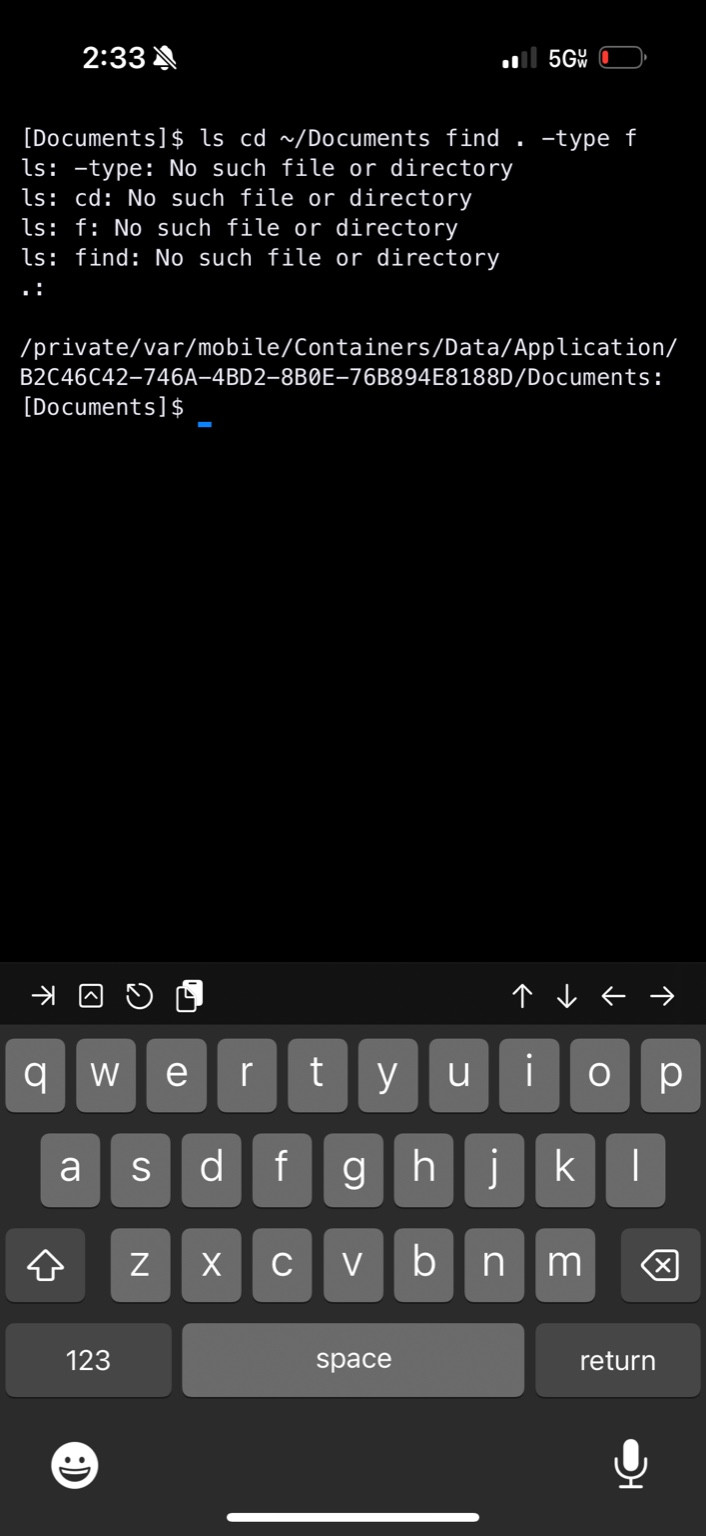 2:33
5GUW
[Documents]$ ls cd ~/Documents find . -type f
ls: -type: No such file or directory
ls: cd: No such file or directory
ls: f: No such file or directory
ls: find: No such file or directory
.:
/private/var/mobile/Containers/Data/Application/
B2C46C42-746A-4BD2-8B0E-76B894E8188D/Documents:
[Documents]$
q w e r t y u i o p
a s d f g h j k l
z x c v b n m
123 space return